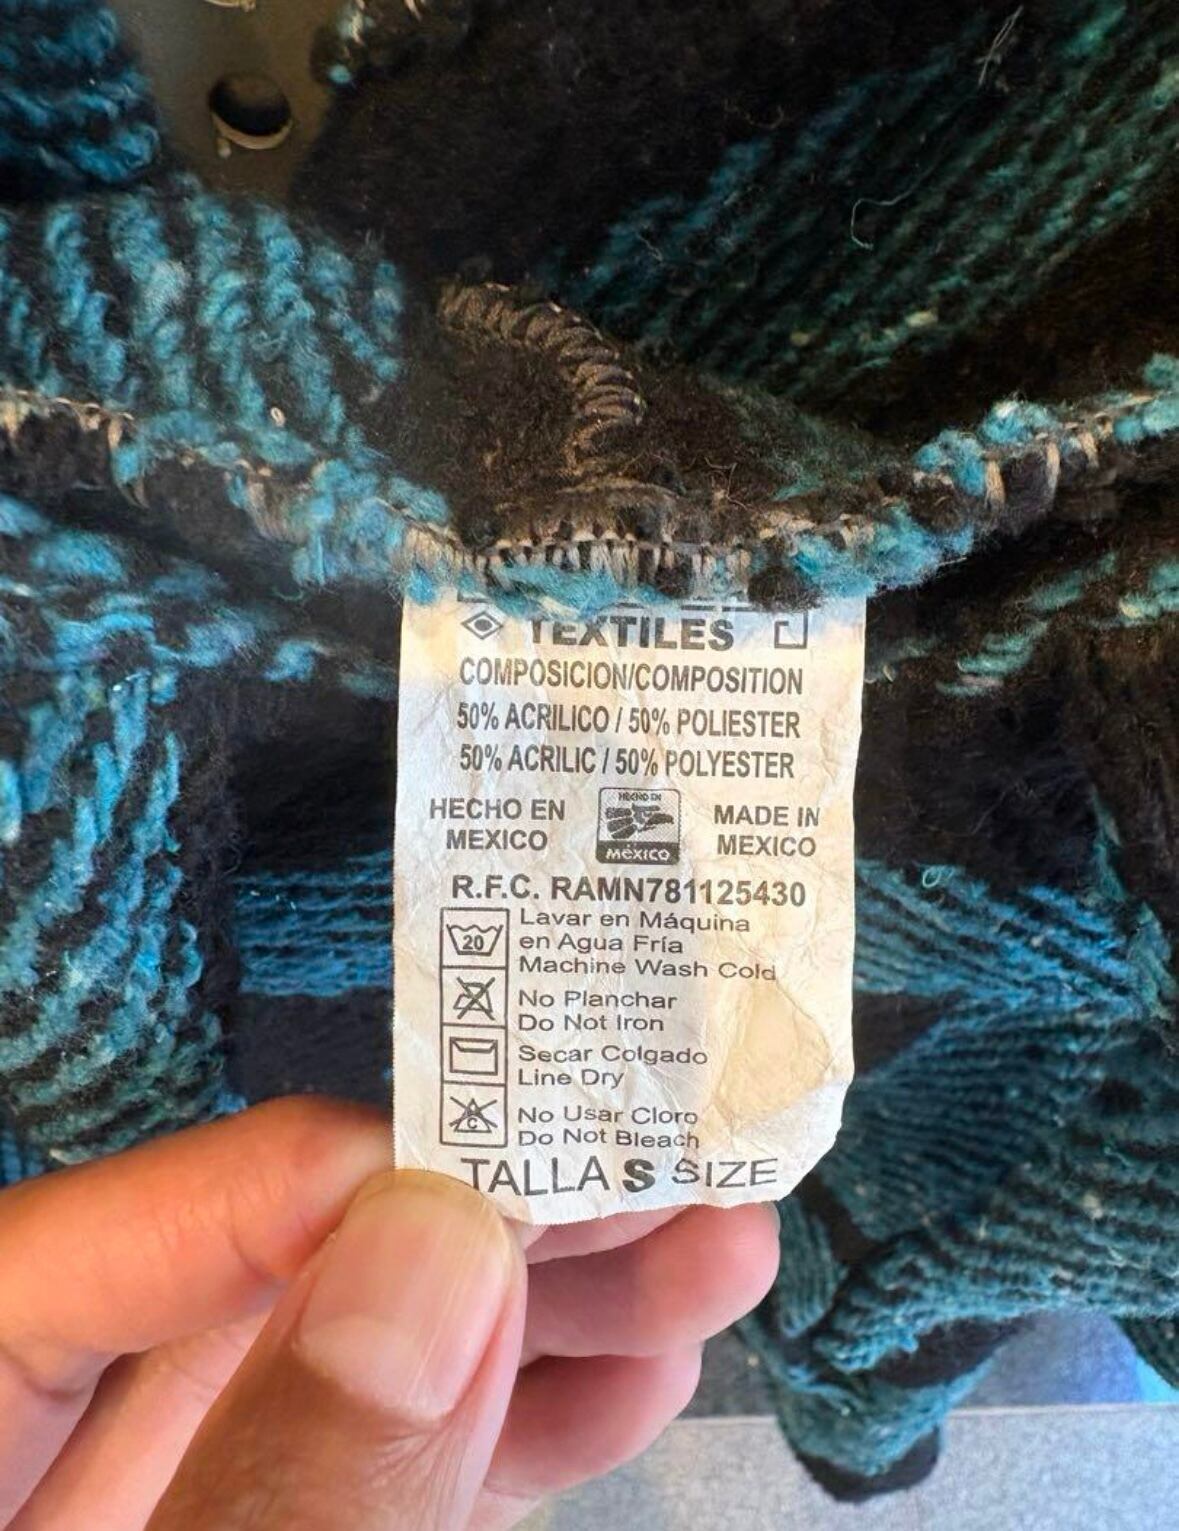 TEXTILES
COMPOSICION/COMPOSITION
50% ACRILICO / 50% POLIESTER
50% ACRILIC / 50% POLYESTER
HECHO EN
MEXICO
HECHO EN
MÉXICO
MADE IN
MEXICO
R.F.C. RAMN781125430
20
Lavar en Máquina
en Agua Fría
Machine Wash Cold
No Planchar
Do Not Iron
Secar Colgado
Line Dry
C
No Usar Cloro
Do Not Bleach
TALLA S SIZE